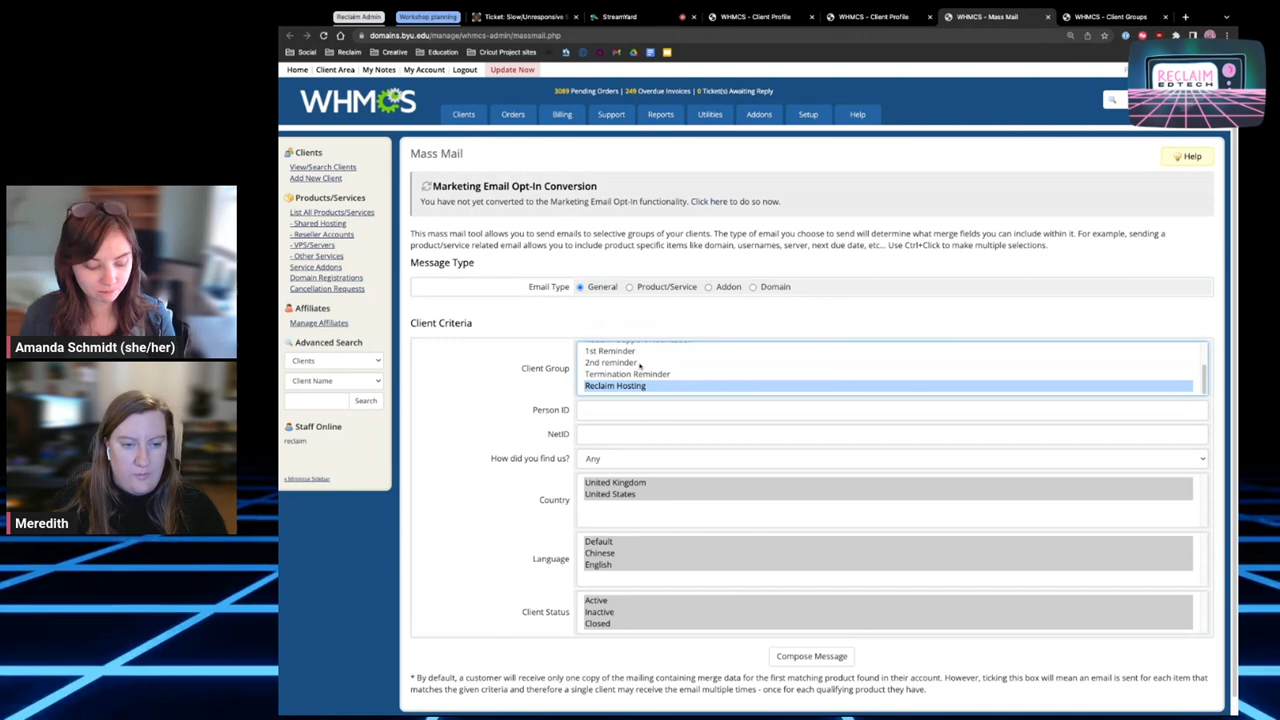 Reclaim Admin
Workshop planning
Ticket: Slow/Unresponsive S
StreamYard
WHMCS - Client Profile
WHMCS - Client Profile
WHMCS - Mass Mail
WHMCS - Client Groups
domains.byu.edu/manage/whmcs-admin/massmail.php
Social
Reclaim
Creative
Education
Cricut Project sites
Home
Client Area
My Notes
My Account
Logout
Update Now
RECLAIM
EDTECH
WHMCS
3089 Pending Orders | 249 Overdue Invoices | 0 Ticket(s) Awaiting Reply
Clients
Orders
Billing
Support
Reports
Utilities
Addons
Setup
Help
Clients
View/Search Clients
Add New Client
Products/Services
List All Products/Services
- Shared Hosting
- Reseller Accounts
- VPS/Servers
- Other Services
Service Addons
Domain Registrations
Cancellation Requests
Affiliates
Manage Affiliates
Advanced Search
Clients
Client Name
Search
Staff Online
reclaim
« Minimise Sidebar
Mass Mail
Help
Marketing Email Opt-In Conversion
You have not yet converted to the Marketing Email Opt-In functionality. Click here to do so now.
This mass mail tool allows you to send emails to selective groups of your clients. The type of email you choose to send will determine what merge fields you can include within it. For example, sending a
product/service related email allows you to include product specific items like domain, usernames, server, next due date, etc... Use Ctrl+Click to make multiple selections.
Message Type
Email Type
General
Product/Service
Addon
Domain
Client Criteria
Client Group
1st Reminder
2nd reminder
Termination Reminder
Reclaim Hosting
Person ID
NetID
How did you find us?
Any
Country
United Kingdom
United States
Language
Default
Chinese
English
Client Status
Active
Inactive
Closed
Compose Message
* By default, a customer will receive only one copy of the mailing containing merge data for the first matching product found in their account. However, ticking this box will mean an email is sent for each item that
matches the given criteria and therefore a single client may receive the email multiple times - once for each qualifying product they have.
Amanda Schmidt (she/her)
Meredith